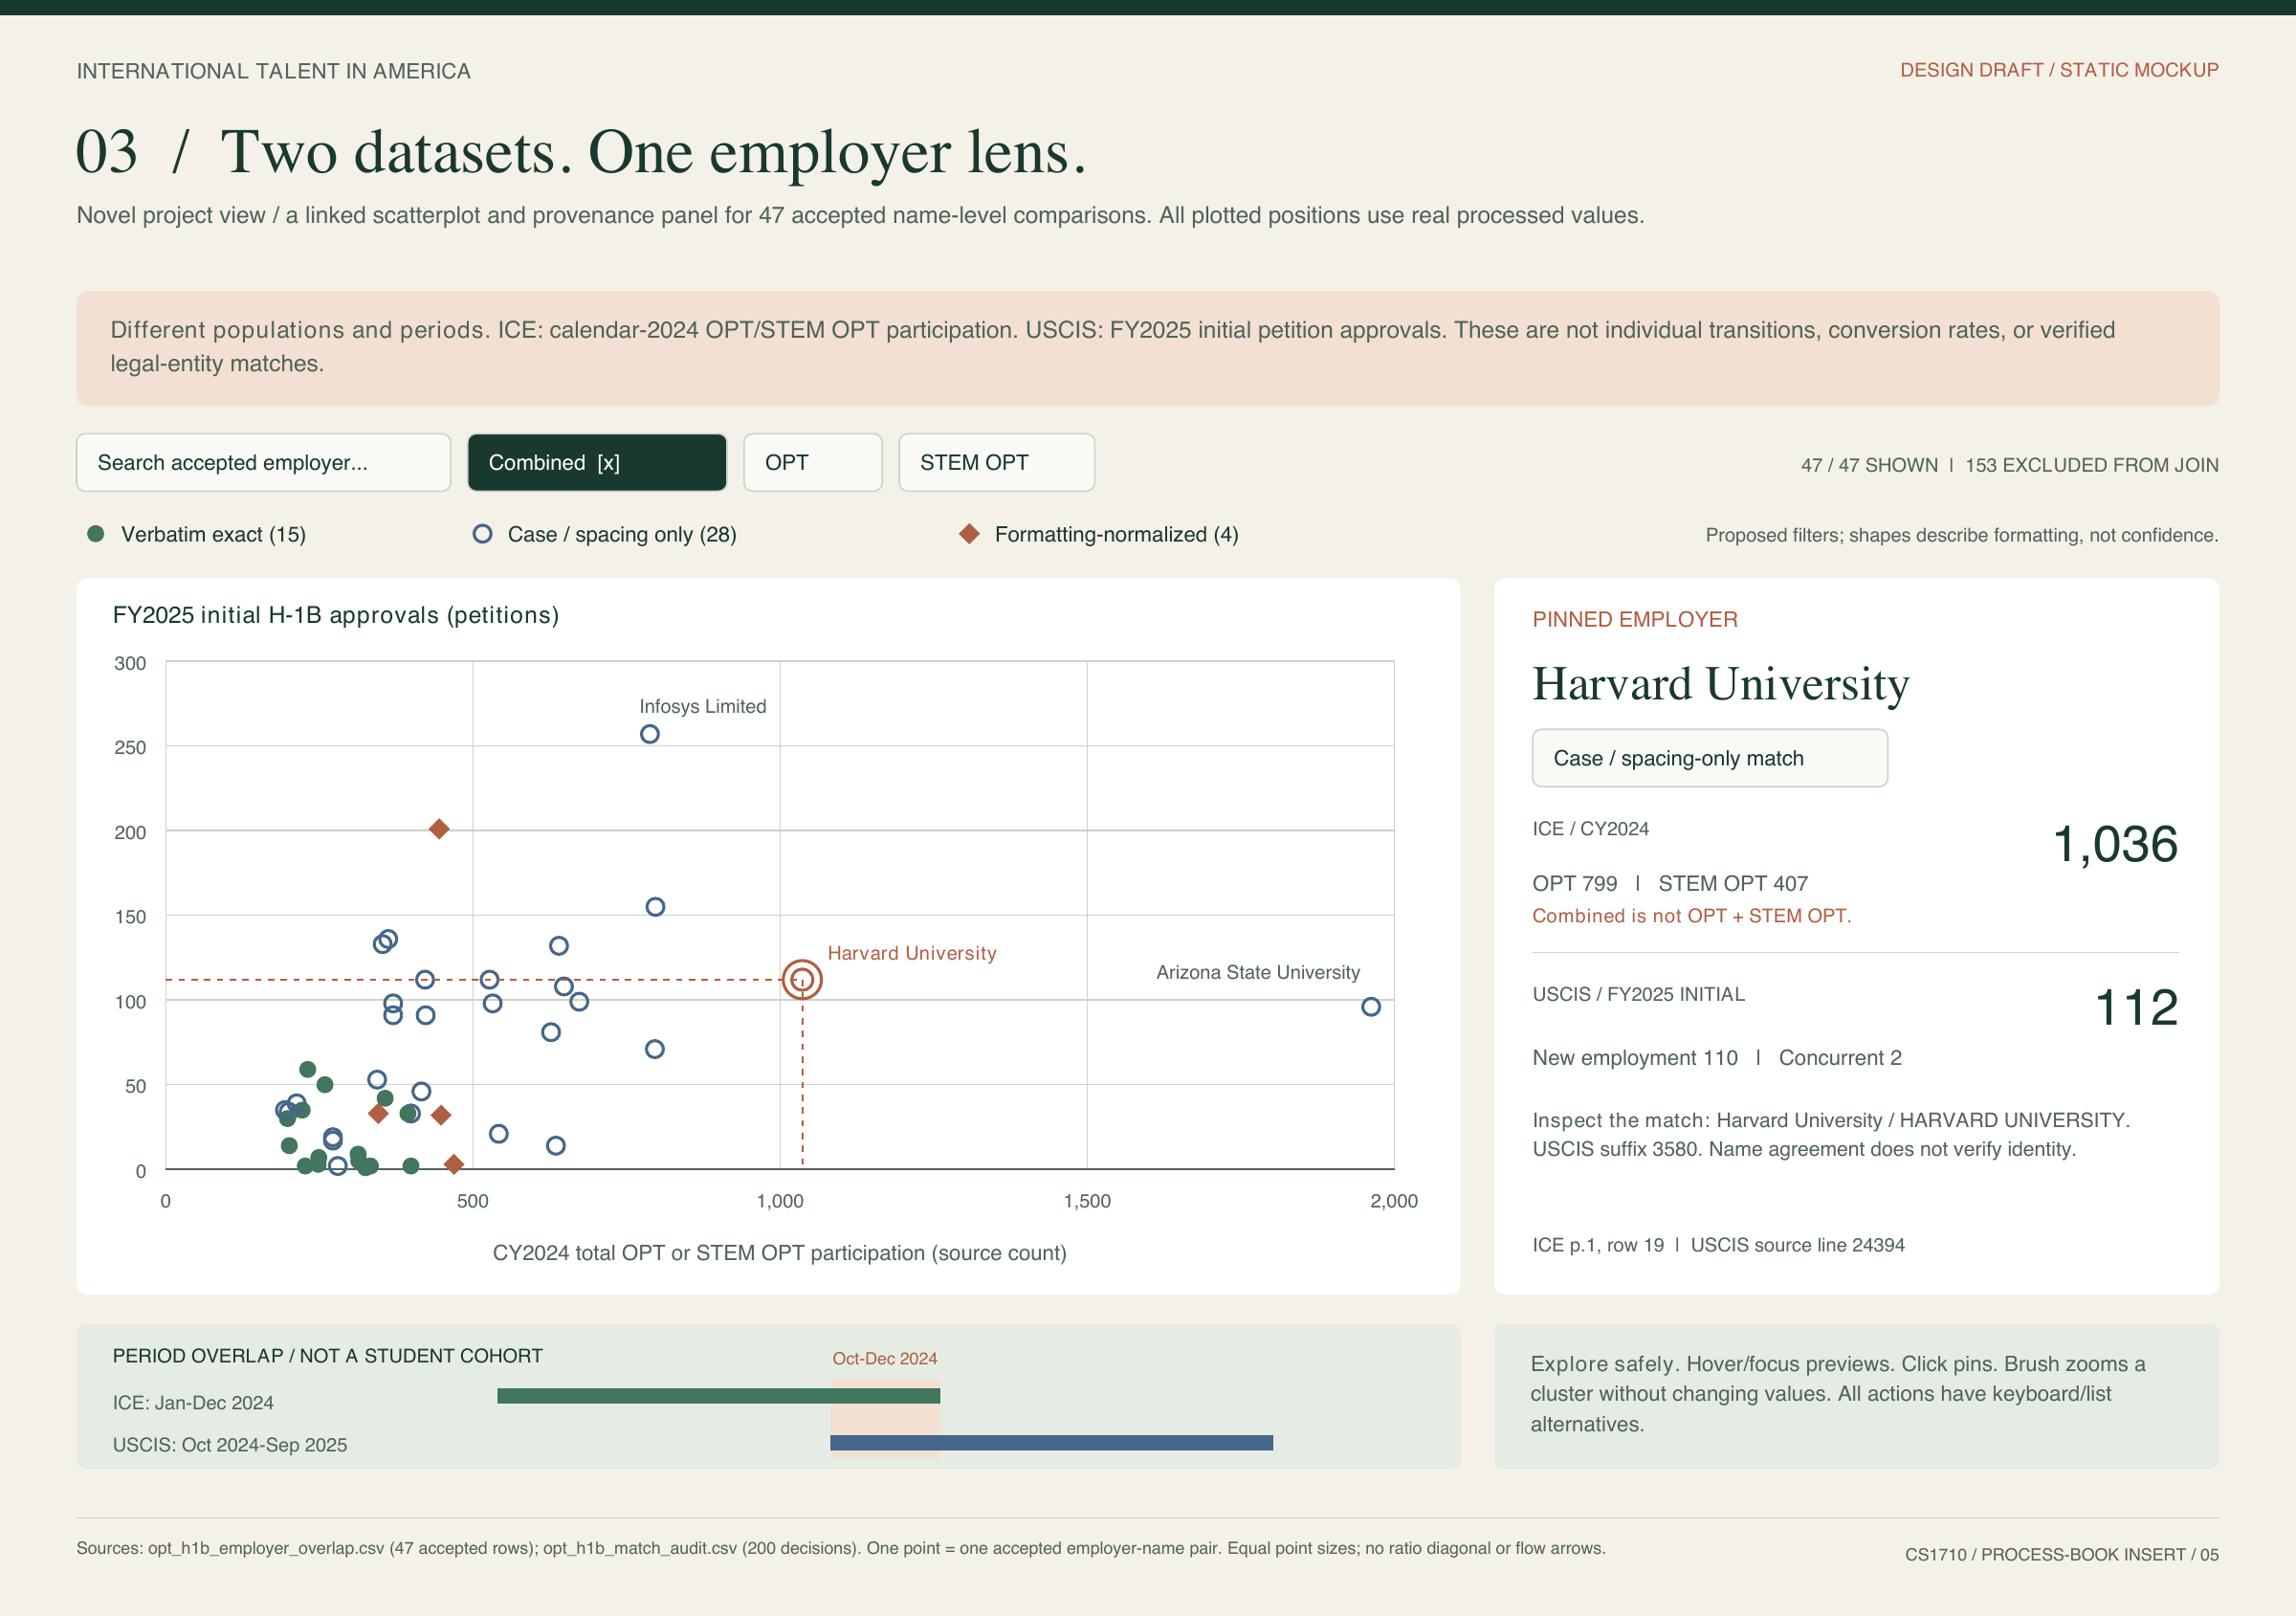 INTERNATIONAL TALENT IN AMERICA
DESIGN DRAFT / STATIC MOCKUP
03 / Two datasets. One employer lens.
Novel project view / a linked scatterplot and provenance panel for 47 accepted name-level comparisons. All plotted positions use real processed values.
Different populations and periods. ICE: calendar-2024 OPT/STEM OPT participation. USCIS: FY2025 initial petition approvals. These are not individual transitions, conversion rates, or verified
legal-entity matches.
Search accepted employer...
Combined [x]
OPT
STEM OPT
47 / 47 SHOWN | 153 EXCLUDED FROM JOIN
Verbatim exact (15)
Case / spacing only (28)
Formatting-normalized (4)
Proposed filters; shapes describe formatting, not confidence.
FY2025 initial H-1B approvals (petitions)
300
250
200
150
100
50
0
Infosys Limited
Harvard University
Arizona State University
0
500
1,000
1,500
2,000
CY2024 total OPT or STEM OPT participation (source count)
PINNED EMPLOYER
Harvard University
Case / spacing-only match
ICE / CY2024
1,036
OPT 799 | STEM OPT 407
Combined is not OPT + STEM OPT.
USCIS / FY2025 INITIAL
112
New employment 110 | Concurrent 2
Inspect the match: Harvard University / HARVARD UNIVERSITY.
USCIS suffix 3580. Name agreement does not verify identity.
ICE p.1, row 19 | USCIS source line 24394
PERIOD OVERLAP / NOT A STUDENT COHORT
Oct-Dec 2024
ICE: Jan-Dec 2024
USCIS: Oct 2024-Sep 2025
Explore safely. Hover/focus previews. Click pins. Brush zooms a
cluster without changing values. All actions have keyboard/list
alternatives.
Sources: opt_h1b_employer_overlap.csv (47 accepted rows); opt_h1b_match_audit.csv (200 decisions). One point = one accepted employer-name pair. Equal point sizes; no ratio diagonal or flow arrows.
CS1710 / PROCESS-BOOK INSERT / 05